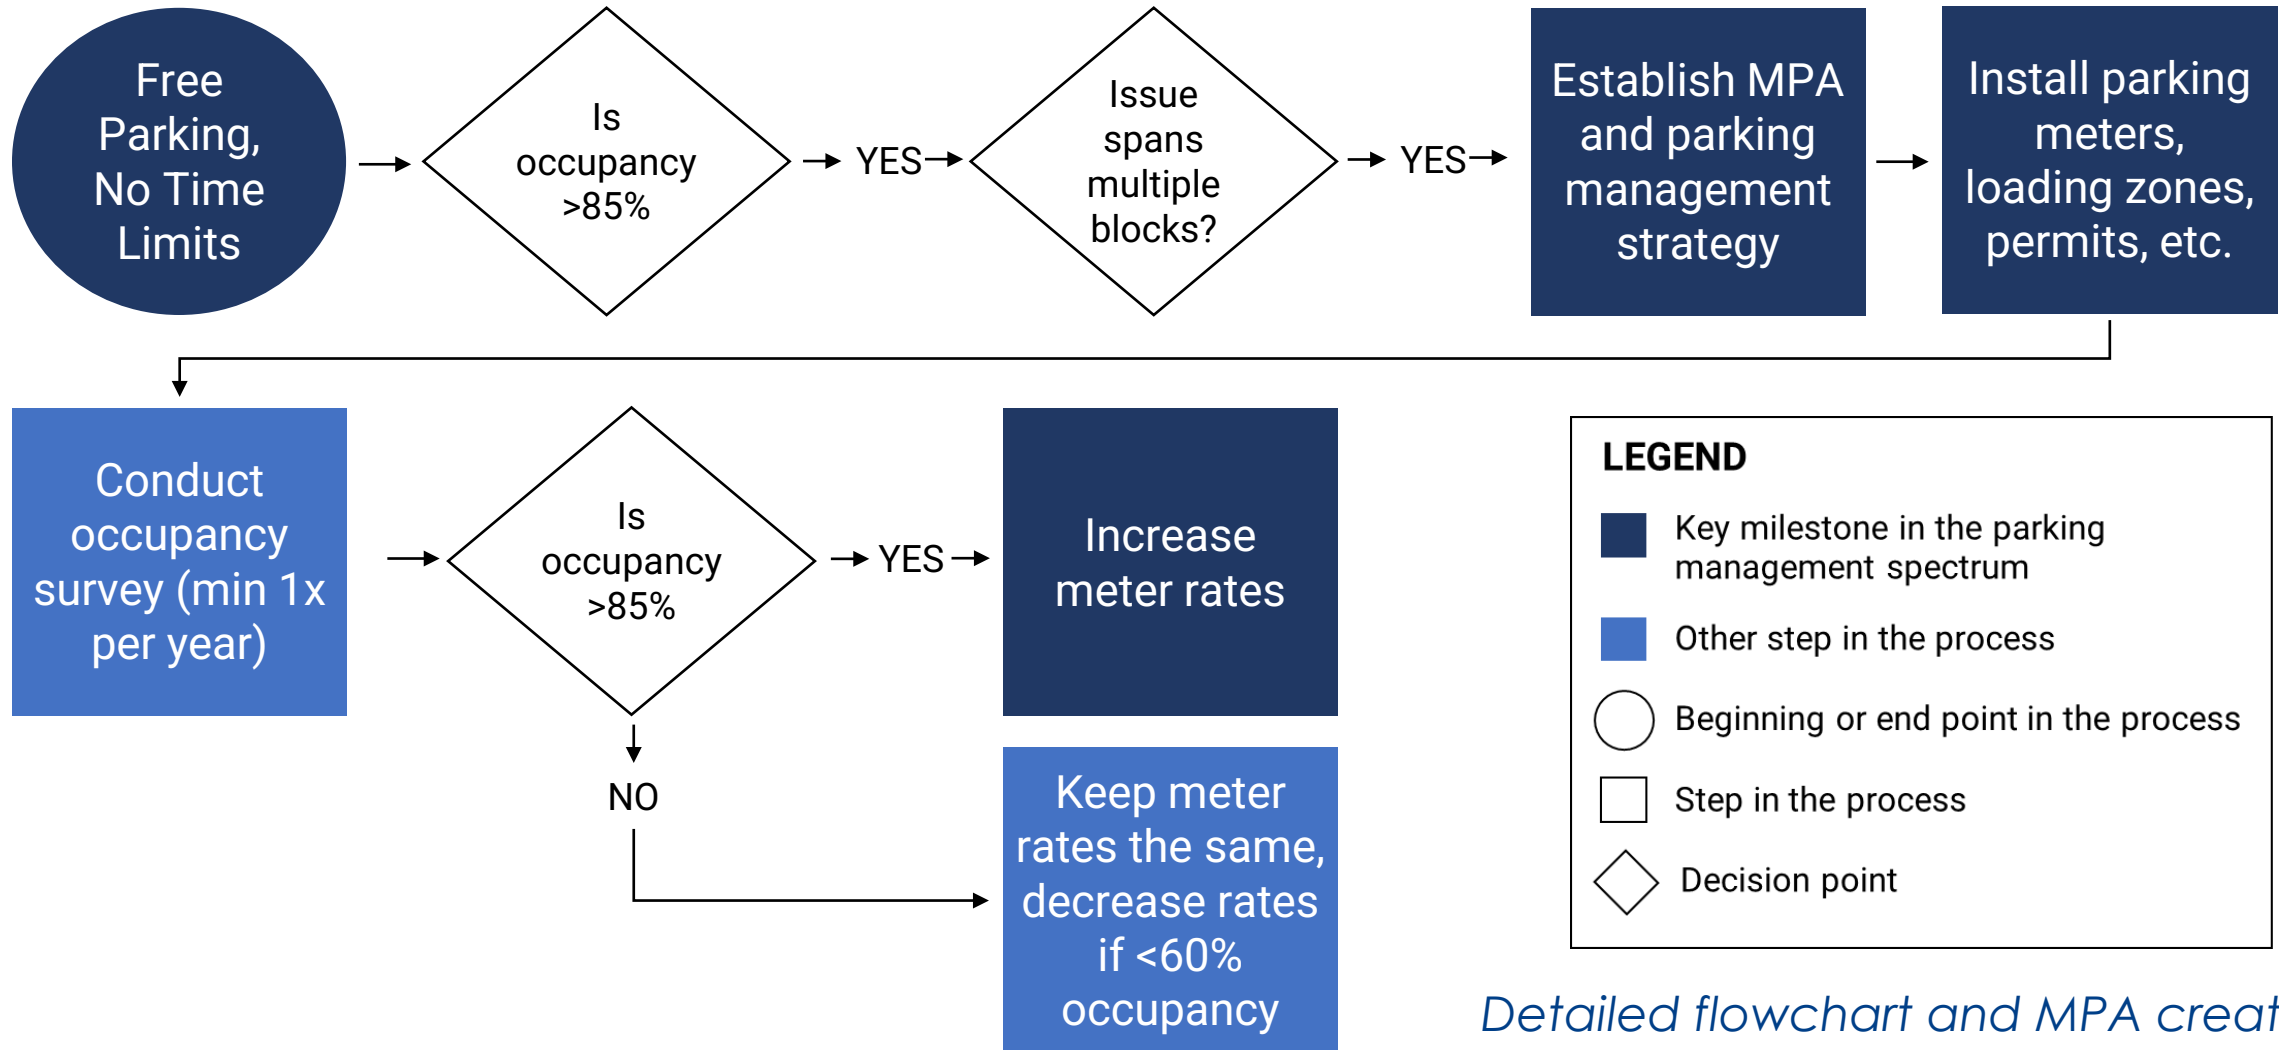 Free
Parking,
No Time
Limits
Is
occupancy
>85%
YES
Issue
spans
multiple
blocks?
YES
Establish MPA
and parking
management
strategy
Install parking
meters,
loading zones,
permits, etc.
Conduct
occupancy
survey (min 1x
per year)
Is
occupancy
>85%
YES
Increase
meter rates
NO
Keep meter
rates the same,
decrease rates
if <60%
occupancy
LEGEND
Key milestone in the parking
management spectrum
Other step in the process
Beginning or end point in the process
Step in the process
Decision point
Detailed flowchart and MPA creat